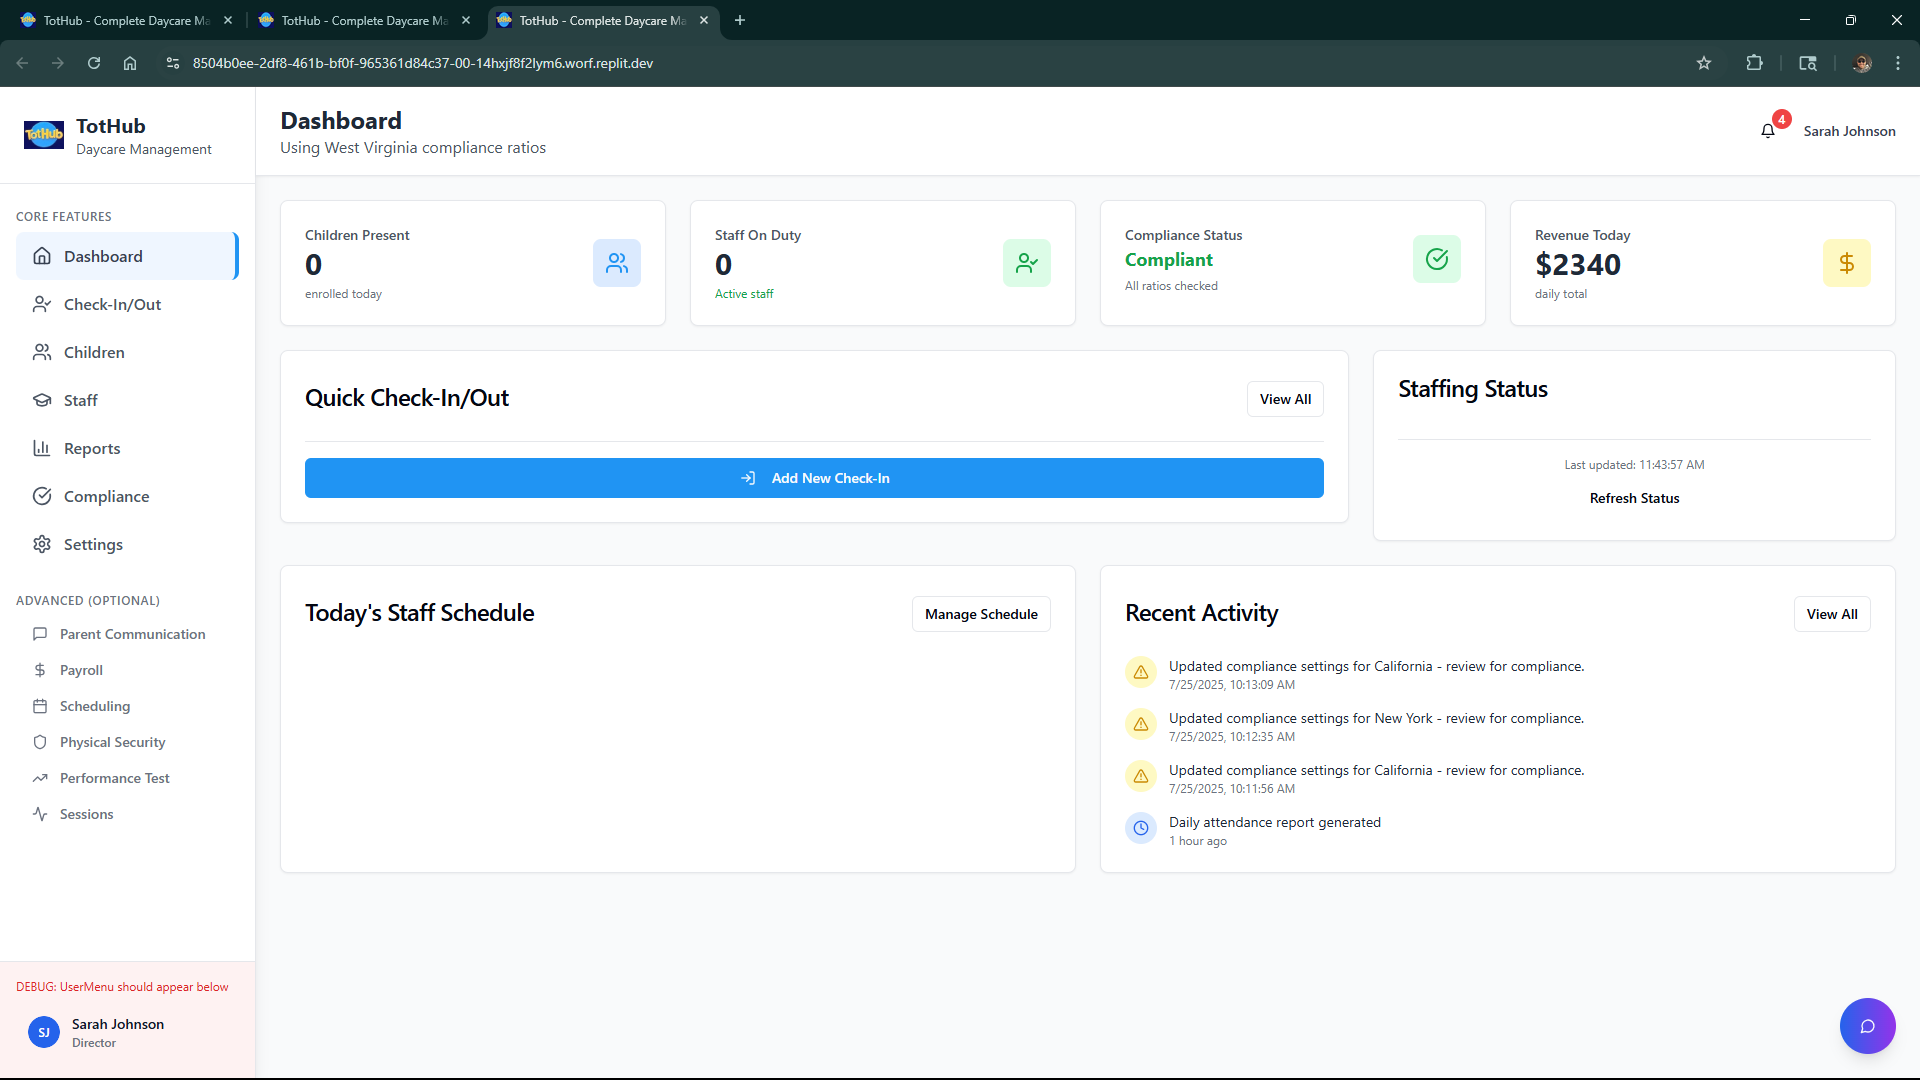 TotHub - Complete Daycare Ma
TotHub - Complete Daycare Ma
TotHub - Complete Daycare Ma
8504b0ee-2df8-461b-bf0f-965361d84c37-00-14hxjf8f2lym6.worf.replit.dev
TotHub
TotHub
Daycare Management
Dashboard
Using West Virginia compliance ratios
4
Sarah Johnson
CORE FEATURES
Dashboard
Check-In/Out
Children
Staff
Reports
Compliance
Settings
ADVANCED (OPTIONAL)
Parent Communication
Payroll
Scheduling
Physical Security
Performance Test
Sessions
DEBUG: UserMenu should appear below
SJ
Sarah Johnson
Director
Children Present
0
enrolled today
Staff On Duty
0
Active staff
Compliance Status
Compliant
All ratios checked
Revenue Today
$2340
daily total
Quick Check-In/Out
View All
Add New Check-In
Staffing Status
Last updated: 11:43:57 AM
Refresh Status
Today's Staff Schedule
Manage Schedule
Recent Activity
View All
Updated compliance settings for California - review for compliance.
7/25/2025, 10:13:09 AM
Updated compliance settings for New York - review for compliance.
7/25/2025, 10:12:35 AM
Updated compliance settings for California - review for compliance.
7/25/2025, 10:11:56 AM
Daily attendance report generated
1 hour ago